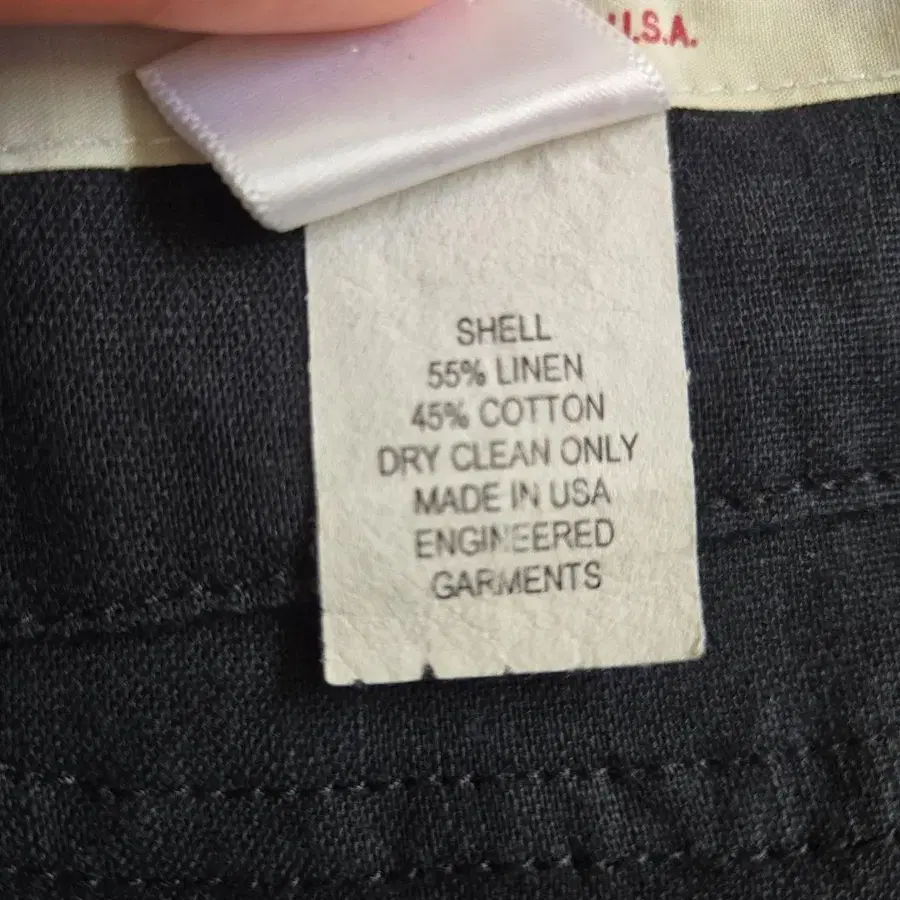 U.S.A.
SHELL
55% LINEN
45% COTTON
DRY CLEAN ONLY
MADE IN USA
ENGINEERED
GARMENTS